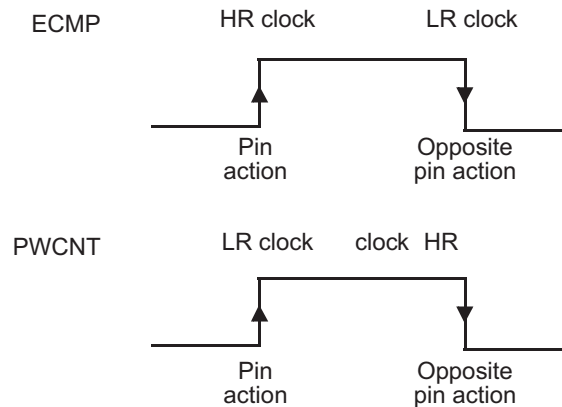 ECMP HR clock LR clock
Pin action Opposite pin action
PWCNT LR clock clock HR
Pin action Opposite pin action